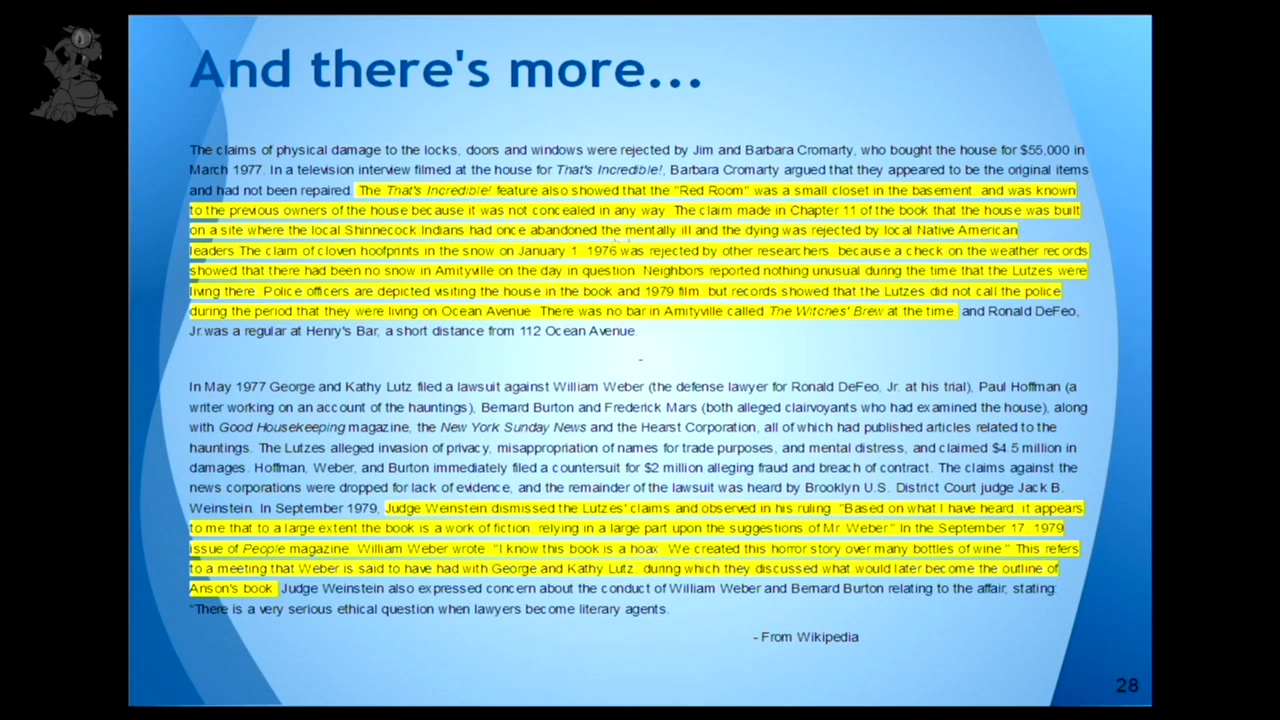 And there's more...
The claims of physical damage to the locks, doors and windows were rejected by Jim and Barbara Cromarty, who bought the house for $55,000 in
March 1977. In a television interview filmed at the house for That's Incredible!, Barbara Cromarty argued that they appeared to be the original items
and had not been repaired. The That's Incredible! feature also showed that the "Red Room" was a small closet in the basement, and was known
to the previous owners of the house because it was not concealed in any way. The claim made in Chapter 11 of the book that the house was built
on a site where the local Shinnecock Indians had once abandoned the mentally ill and the dying was rejected by local Native American
leaders.The claim of cloven hoofprints in the snow on January 1, 1976 was rejected by other researchers, because a check on the weather records
showed that there had been no snow in Amityville on the day in question. Neighbors reported nothing unusual during the time that the Lutzes were
living there. Police officers are depicted visiting the house in the book and 1979 film, but records showed that the Lutzes did not call the police
during the period that they were living on Ocean Avenue. There was no bar in Amityville called The Witches' Brew at the time, and Ronald DeFeo,
Jr.was a regular at Henry's Bar, a short distance from 112 Ocean Avenue.
-
In May 1977 George and Kathy Lutz filed a lawsuit against William Weber (the defense lawyer for Ronald DeFeo, Jr. at his trial), Paul Hoffman (a
writer working on an account of the hauntings), Bernard Burton and Frederick Mars (both alleged clairvoyants who had examined the house), along
with Good Housekeeping magazine, the New York Sunday News and the Hearst Corporation, all of which had published articles related to the
hauntings. The Lutzes alleged invasion of privacy, misappropriation of names for trade purposes, and mental distress, and claimed $4.5 million in
damages. Hoffman, Weber, and Burton immediately filed a countersuit for $2 million alleging fraud and breach of contract. The claims against the
news corporations were dropped for lack of evidence, and the remainder of the lawsuit was heard by Brooklyn U.S. District Court judge Jack B.
Weinstein. In September 1979, Judge Weinstein dismissed the Lutzes' claims and observed in his ruling: "Based on what I have heard, it appears
to me that to a large extent the book is a work of fiction, relying in a large part upon the suggestions of Mr. Weber." In the September 17, 1979
issue of People magazine, William Weber wrote: "I know this book is a hoax. We created this horror story over many bottles of wine." This refers
to a meeting that Weber is said to have had with George and Kathy Lutz, during which they discussed what would later become the outline of
Anson's book. Judge Weinstein also expressed concern about the conduct of William Weber and Bernard Burton relating to the affair, stating:
"There is a very serious ethical question when lawyers become literary agents.
- From Wikipedia
28